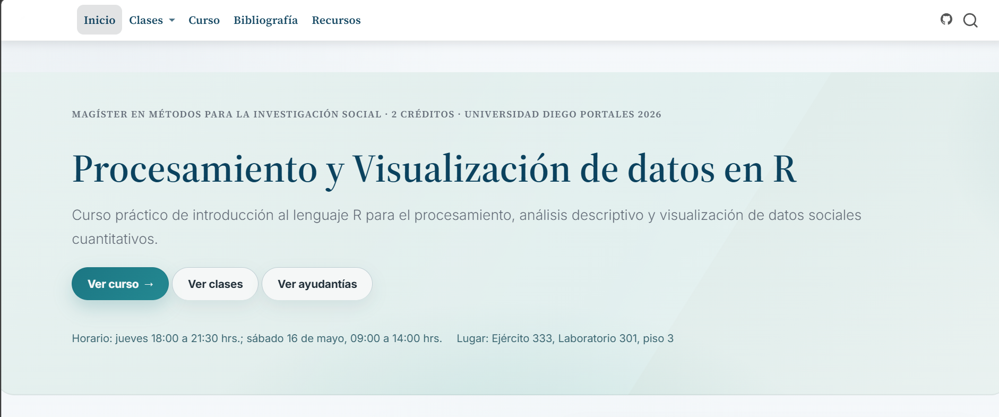 Inicio Clases Curso Bibliografía Recursos
MAGÍSTER EN MÉTODOS PARA LA INVESTIGACIÓN SOCIAL · 2 CRÉDITOS · UNIVERSIDAD DIEGO PORTALES 2026
Procesamiento y Visualización de datos en R
Curso práctico de introducción al lenguaje R para el procesamiento, análisis descriptivo y visualización de datos sociales
cuantitativos.
Ver curso → Ver clases Ver ayudantías
Horario: jueves 18:00 a 21:30 hrs.; sábado 16 de mayo, 09:00 a 14:00 hrs. Lugar: Ejército 333, Laboratorio 301, piso 3